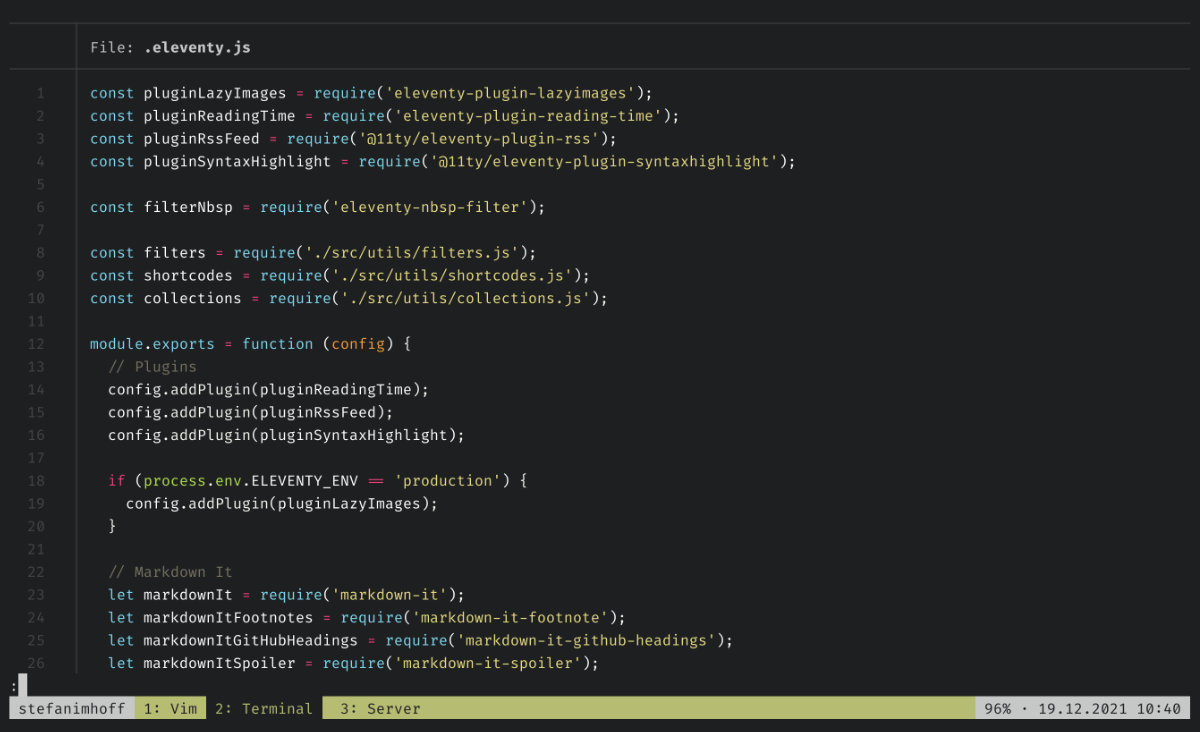 File: .eleventy.js
1 const pluginLazyImages = require('eleventy-plugin-lazyimages');
2 const pluginReadingTime = require('eleventy-plugin-reading-time');
3 const pluginRssFeed = require('@11ty/eleventy-plugin-rss');
4 const pluginSyntaxHighlight = require('@11ty/eleventy-plugin-syntaxhighlight');
5
6 const filterNbsp = require('eleventy-nbsp-filter');
7
8 const filters = require('./src/utils/filters.js');
9 const shortcodes = require('./src/utils/shortcodes.js');
10 const collections = require('./src/utils/collections.js');
11
12 module.exports = function (config) {
13   // Plugins
14   config.addPlugin(pluginReadingTime);
15   config.addPlugin(pluginRssFeed);
16   config.addPlugin(pluginSyntaxHighlight);
17
18   if (process.env.ELEVENTY_ENV == 'production') {
19     config.addPlugin(pluginLazyImages);
20   }
21
22   // Markdown It
23   let markdownIt = require('markdown-it');
24   let markdownItFootnotes = require('markdown-it-footnote');
25   let markdownItGitHubHeadings = require('markdown-it-github-headings');
26   let markdownItSpoiler = require('markdown-it-spoiler');
:
stefanimhoff 1: Vim 2: Terminal 3: Server 96% · 19.12.2021 10:40